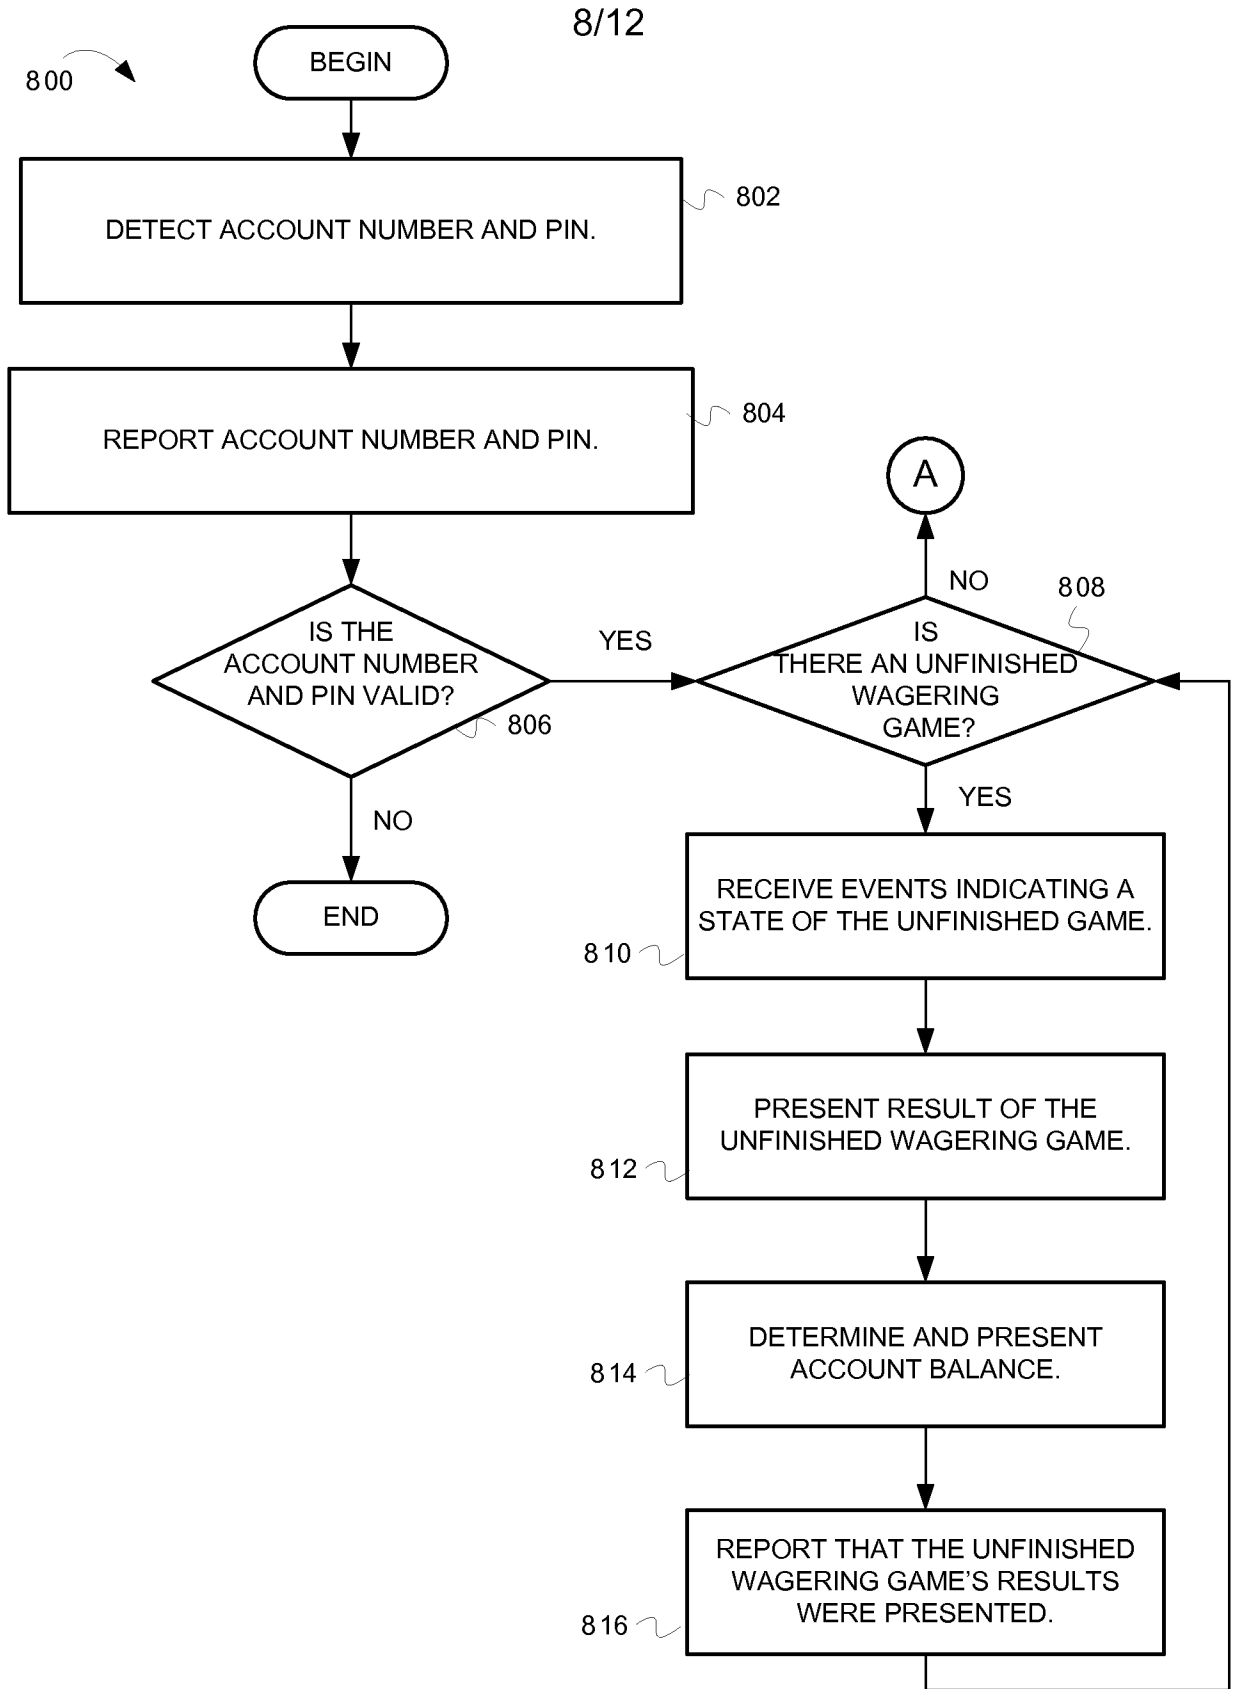 8/12
800
BEGIN
802
DETECT ACCOUNT NUMBER AND PIN.
804
REPORT ACCOUNT NUMBER AND PIN.
A
NO
808
IS THE
ACCOUNT NUMBER
AND PIN VALID?
806
YES
IS
THERE AN UNFINISHED
WAGERING
GAME?
NO
END
YES
RECEIVE EVENTS INDICATING A
STATE OF THE UNFINISHED GAME.
810
PRESENT RESULT OF THE
UNFINISHED WAGERING GAME.
812
DETERMINE AND PRESENT
ACCOUNT BALANCE.
814
REPORT THAT THE UNFINISHED
WAGERING GAME’S RESULTS
WERE PRESENTED.
816